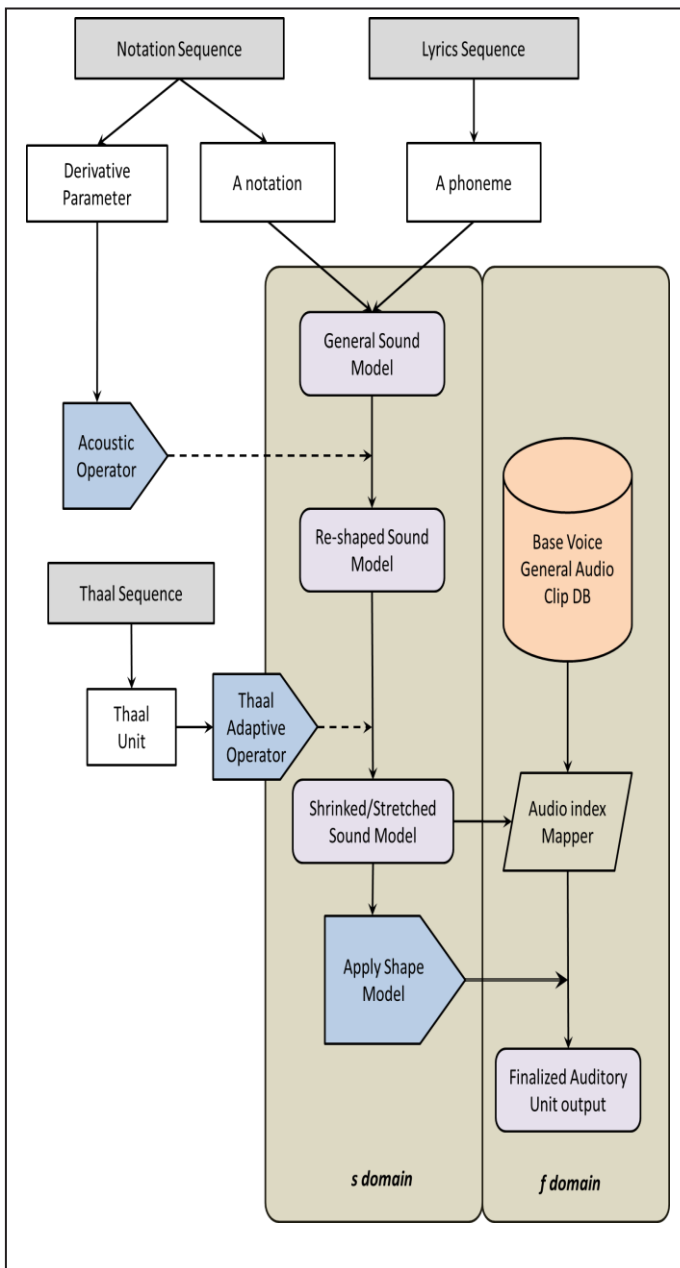 Notation Sequence
Lyrics Sequence
Derivative
Parameter
A notation
A phoneme
General Sound
Model
Acoustic
Operator
Re-shaped Sound
Model
Base Voice
General Audio
Clip DB
Thaal Sequence
Thaal
Unit
Thaal
Adaptive
Operator
Shrinked/Stretched
Sound Model
Audio index
Mapper
Apply Shape
Model
Finalized Auditory
Unit output
s domain
f domain